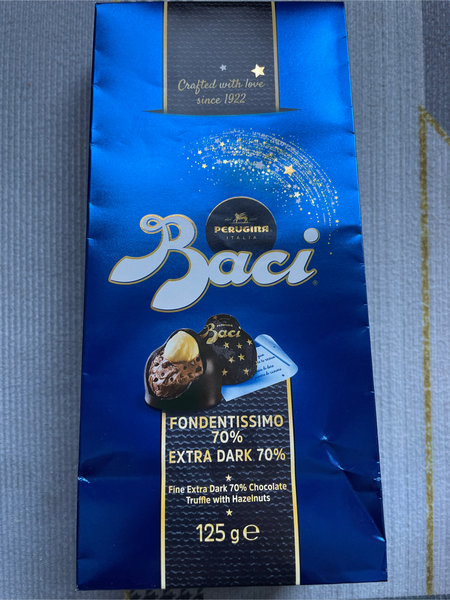 Crafted with love
since 1922
PERUGINA
ITALIA
Baci
PERUGINA
Baci
FONDENTISSIMO
70%
EXTRA DARK 70%
Fine Extra Dark 70% Chocolate
Truffle with Hazelnuts
125 g e